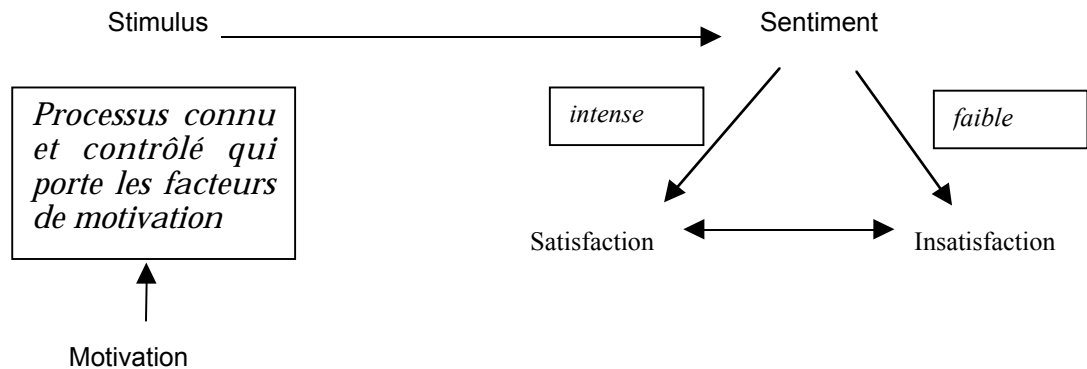 Stimulus
Sentiment
Processus connu
et contrôlé qui
porte les facteurs
de motivation
intense
faible
Satisfaction
Insatisfaction
Motivation